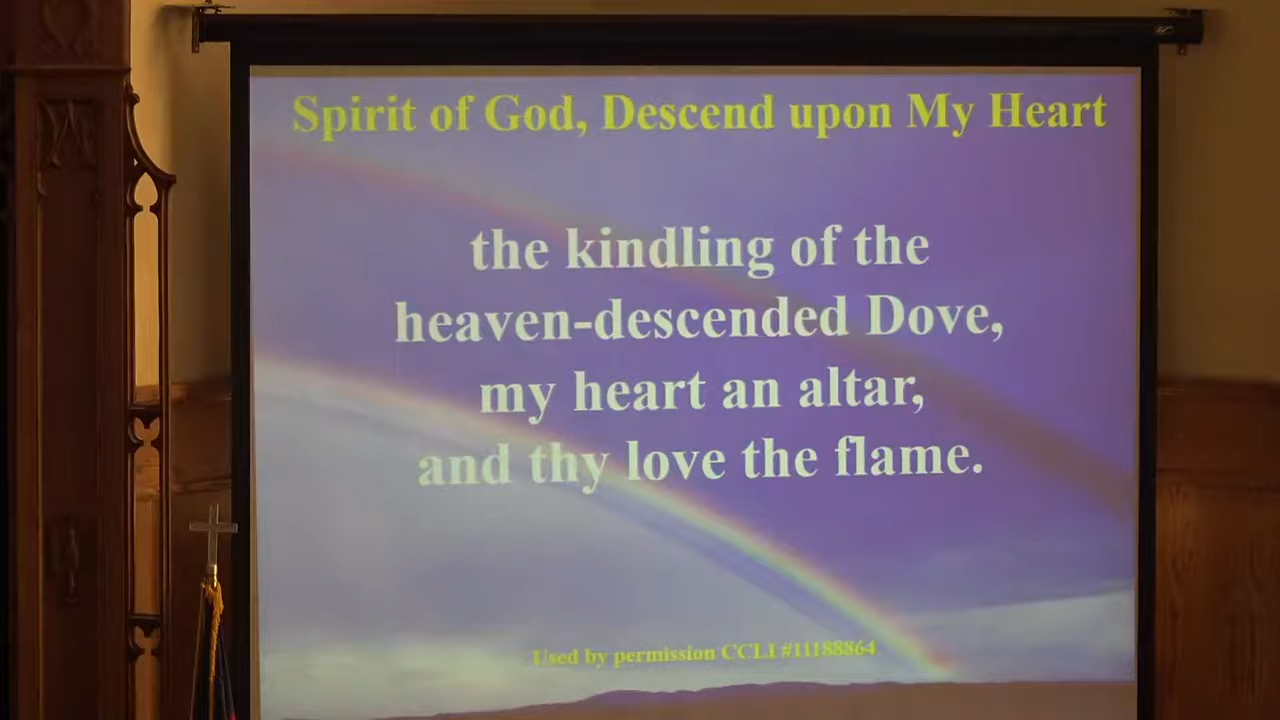 Spirit of God, Descend upon My Heart
the kindling of the
heaven-descended Dove,
my heart an altar,
and thy love the flame.
Used by permission CCLI #11188864